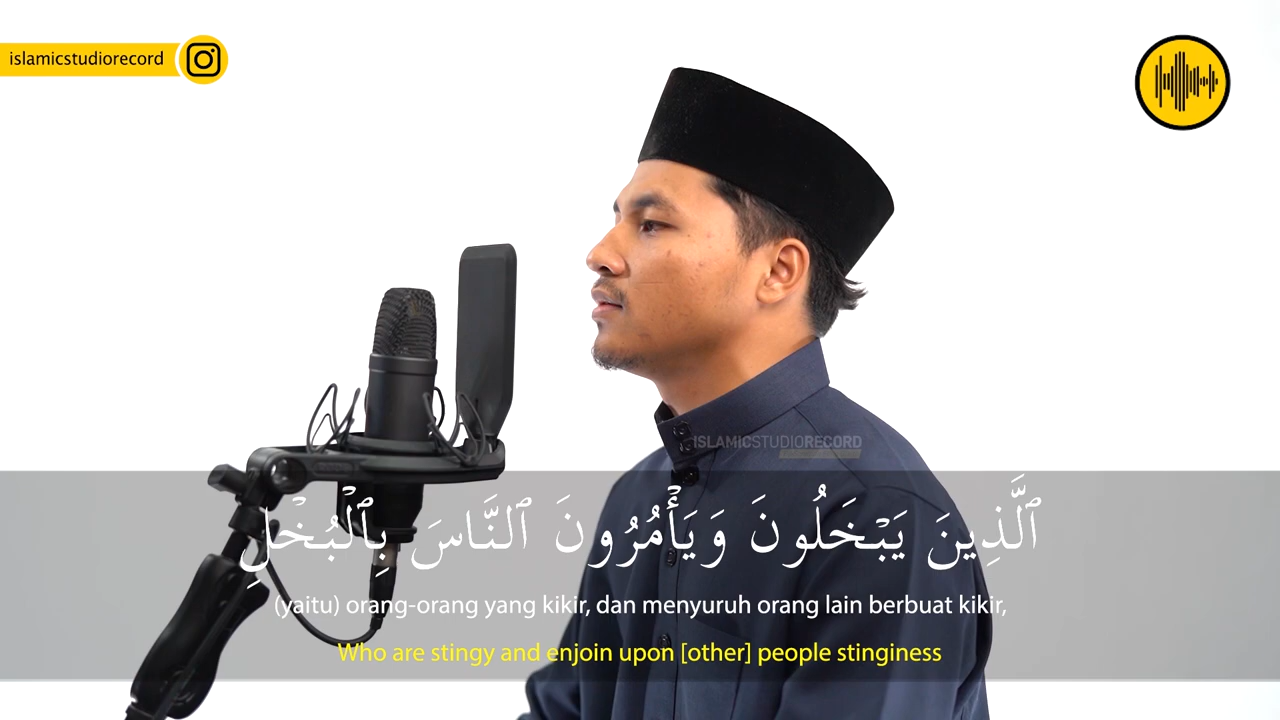 islamicstudiorecord
ISLAMICSTUDIORECORD
ٱلَّذِينَ يَبْخَلُونَ وَيَأْمُرُونَ ٱلنَّاسَ بِٱلْبُخْلِ
(yaitu) orang-orang yang kikir, dan menyuruh orang lain berbuat kikir,
Who are stingy and enjoin upon [other] people stinginess